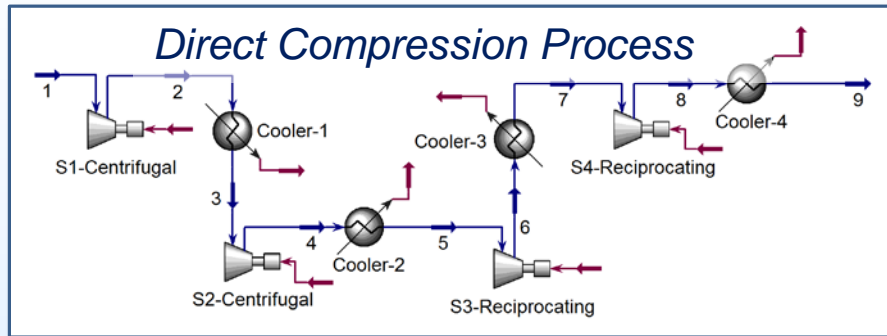 Direct Compression Process
1
2
7
8
9
Cooler-1
Cooler-3
Cooler-4
S1-Centrifugal
S4-Reciprocating
3
4
5
6
Cooler-2
S2-Centrifugal
S3-Reciprocating